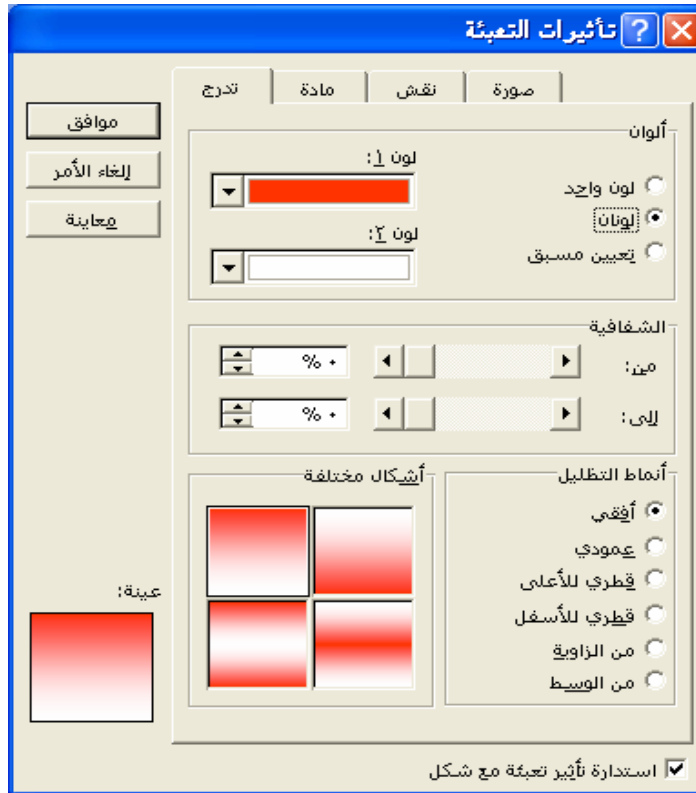 تأثيرات التعبئة
صورة نقش مادة تدرج
موافق
إلغاء الأمر
معاينة
ألوان
لون واحد
لونان
تعيين مسبق
لون ١:
لون ٢:
الشفافية
من:
٠ %
إلى:
٠ %
أنماط التظليل
أفقي
عمودي
قطري للأعلى
قطري للأسفل
من الزاوية
من الوسط
أشكال مختلفة
عينة:
استدارة تأثير تعبئة مع شكل